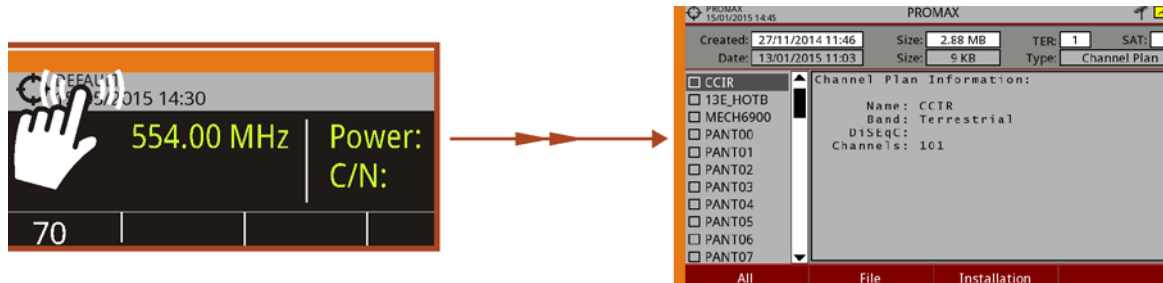 DEFAULT
2015 14:30
554.00 MHz
Power:
C/N:
70
PROMAX
15/01/2015 14:45
PROMAX
Created: 27/11/2014 11:46 Size: 2.88 MB TER: 1 SAT:
Date: 13/01/2015 11:03 Size: 9 KB Type: Channel Plan
CCIR
13E_HOTB
MECH6900
PANT00
PANT01
PANT02
PANT03
PANT04
PANT05
PANT06
PANT07
Channel Plan Information:
Name: CCIR
Band: Terrestrial
DiSEqC:
Channels: 101
All File Installation